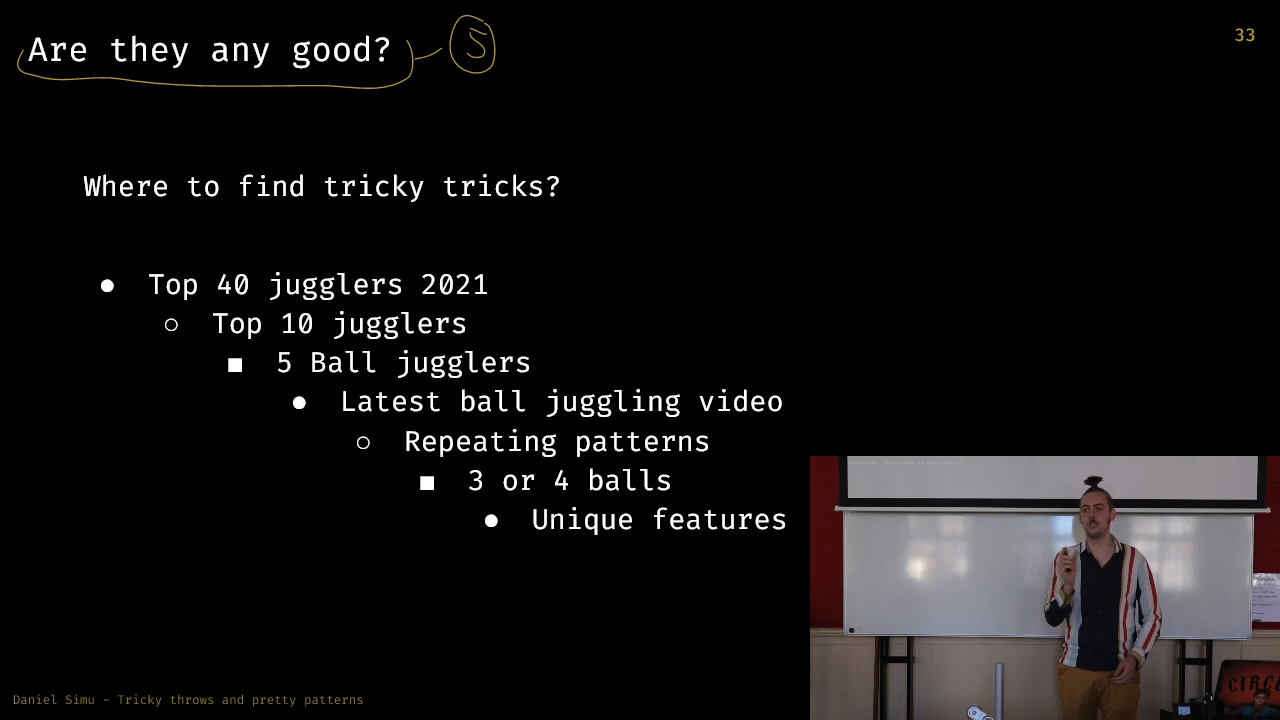 Are they any good?
5
33
Where to find tricky tricks?
● Top 40 jugglers 2021
○ Top 10 jugglers
■ 5 Ball jugglers
● Latest ball juggling video
○ Repeating patterns
■ 3 or 4 balls
● Unique features
CIRC
Daniel Simu - Tricky throws and pretty patterns